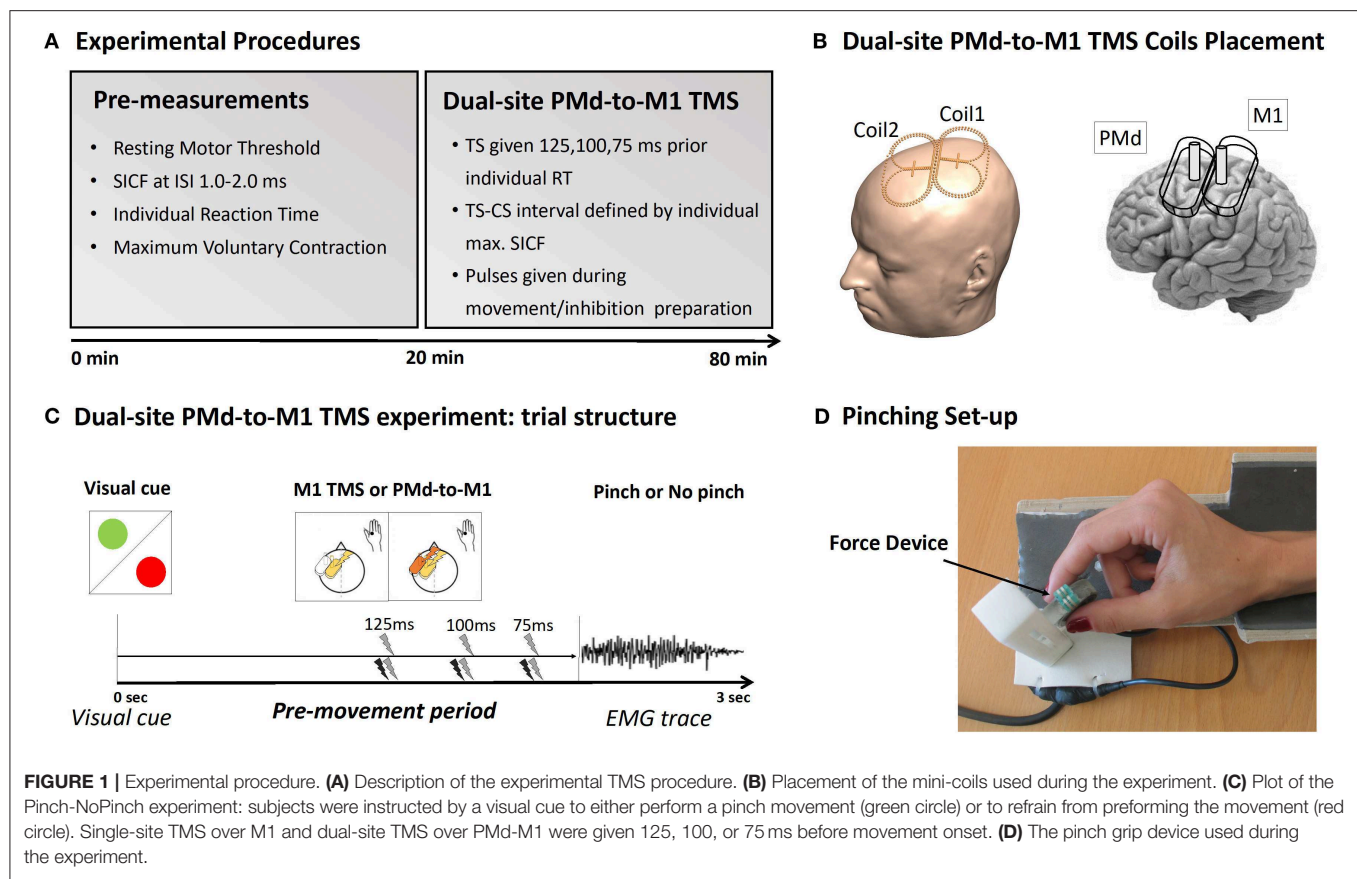 A Experimental Procedures
Pre-measurements
• Resting Motor Threshold
• SICF at ISI 1.0-2.0 ms
• Individual Reaction Time
• Maximum Voluntary Contraction
Dual-site PMd-to-M1 TMS
• TS given 125,100,75 ms prior
individual RT
• TS-CS interval defined by individual
max. SICF
• Pulses given during
movement/inhibition preparation
0 min 20 min 80 min
B Dual-site PMd-to-M1 TMS Coils Placement
Coil2 Coil1
PMd M1
C Dual-site PMd-to-M1 TMS experiment: trial structure
Visual cue M1 TMS or PMd-to-M1 Pinch or No pinch
125ms 100ms 75ms
0 sec 3 sec
Visual cue Pre-movement period EMG trace
D Pinching Set-up
Force Device
FIGURE 1 | Experimental procedure. (A) Description of the experimental TMS procedure. (B) Placement of the mini-coils used during the experiment. (C) Plot of the
Pinch-NoPinch experiment: subjects were instructed by a visual cue to either perform a pinch movement (green circle) or to refrain from preforming the movement (red
circle). Single-site TMS over M1 and dual-site TMS over PMd-M1 were given 125, 100, or 75 ms before movement onset. (D) The pinch grip device used during
the experiment.